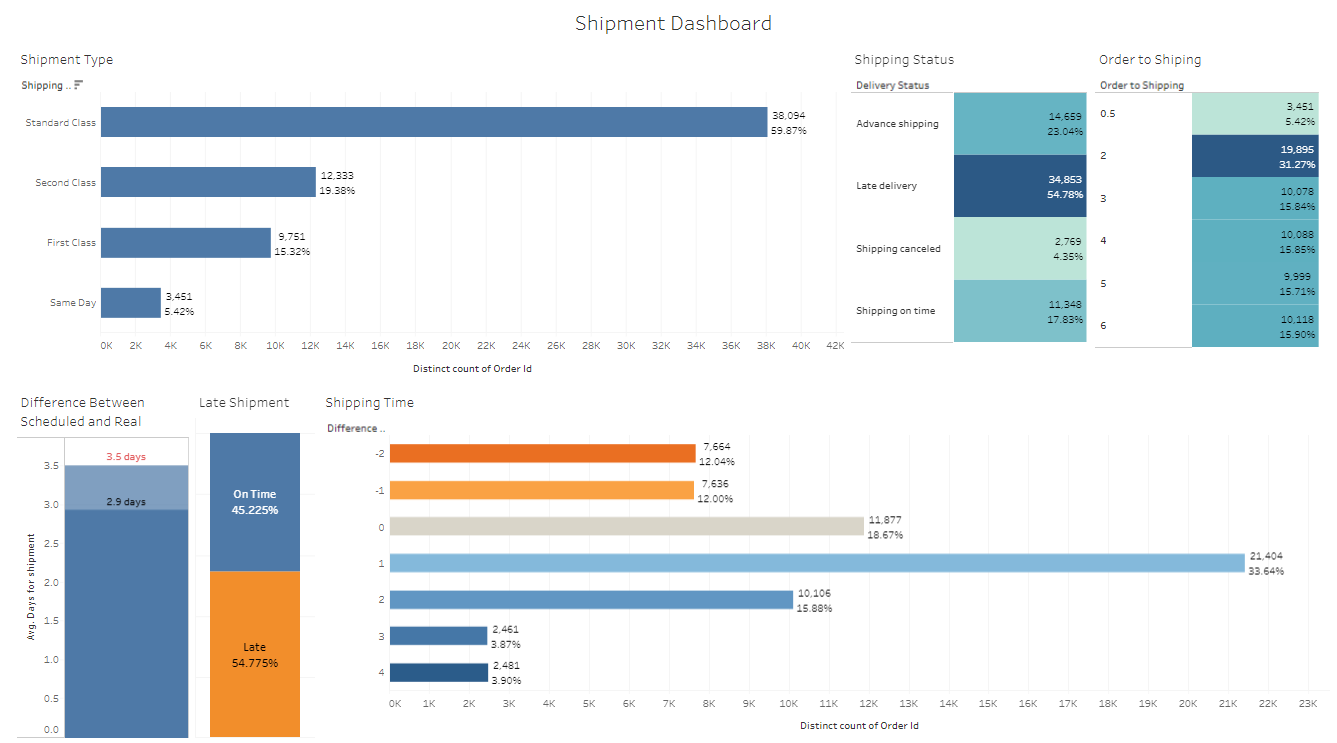 Shipment Dashboard
Shipment Type
Shipping ..
Standard Class
38,094
59.87%
Second Class
12,333
19.38%
First Class
9,751
15.32%
Same Day
3,451
5.42%
0K 2K 4K 6K 8K 10K 12K 14K 16K 18K 20K 22K 24K 26K 28K 30K 32K 34K 36K 38K 40K 42K
Distinct count of Order Id
Shipping Status
Delivery Status
Advance shipping
14,659
23.04%
Late delivery
34,853
54.78%
Shipping canceled
2,769
4.35%
Shipping on time
11,348
17.83%
Order to Shiping
Order to Shipping
0.5
3,451
5.42%
2
19,895
31.27%
3
10,078
15.84%
4
10,088
15.85%
5
9,999
15.71%
6
10,118
15.90%
Difference Between
Scheduled and Real
3.5 days
2.9 days
3.5
3.0
2.5
2.0
1.5
1.0
0.5
0.0
Avg. Days for shipment
Late Shipment
On Time
45.225%
Late
54.775%
Shipping Time
Difference ..
-2
7,664
12.04%
-1
7,636
12.00%
0
11,877
18.67%
1
21,404
33.64%
2
10,106
15.88%
3
2,461
3.87%
4
2,481
3.90%
0K 1K 2K 3K 4K 5K 6K 7K 8K 9K 10K 11K 12K 13K 14K 15K 16K 17K 18K 19K 20K 21K 22K 23K
Distinct count of Order Id